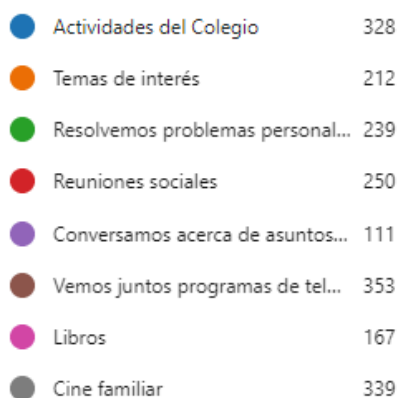 Actividades del Colegio 328
Temas de interés 212
Resolvemos problemas personal... 239
Reuniones sociales 250
Conversamos acerca de asuntos... 111
Vemos juntos programas de tel... 353
Libros 167
Cine familiar 339